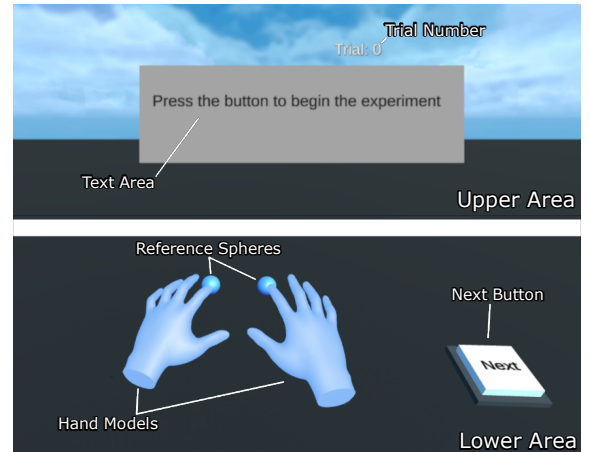 Trial Number
Trial: 0
Press the button to begin the experiment
Text Area
Upper Area
Reference Spheres
Next Button
Next
Hand Models
Lower Area